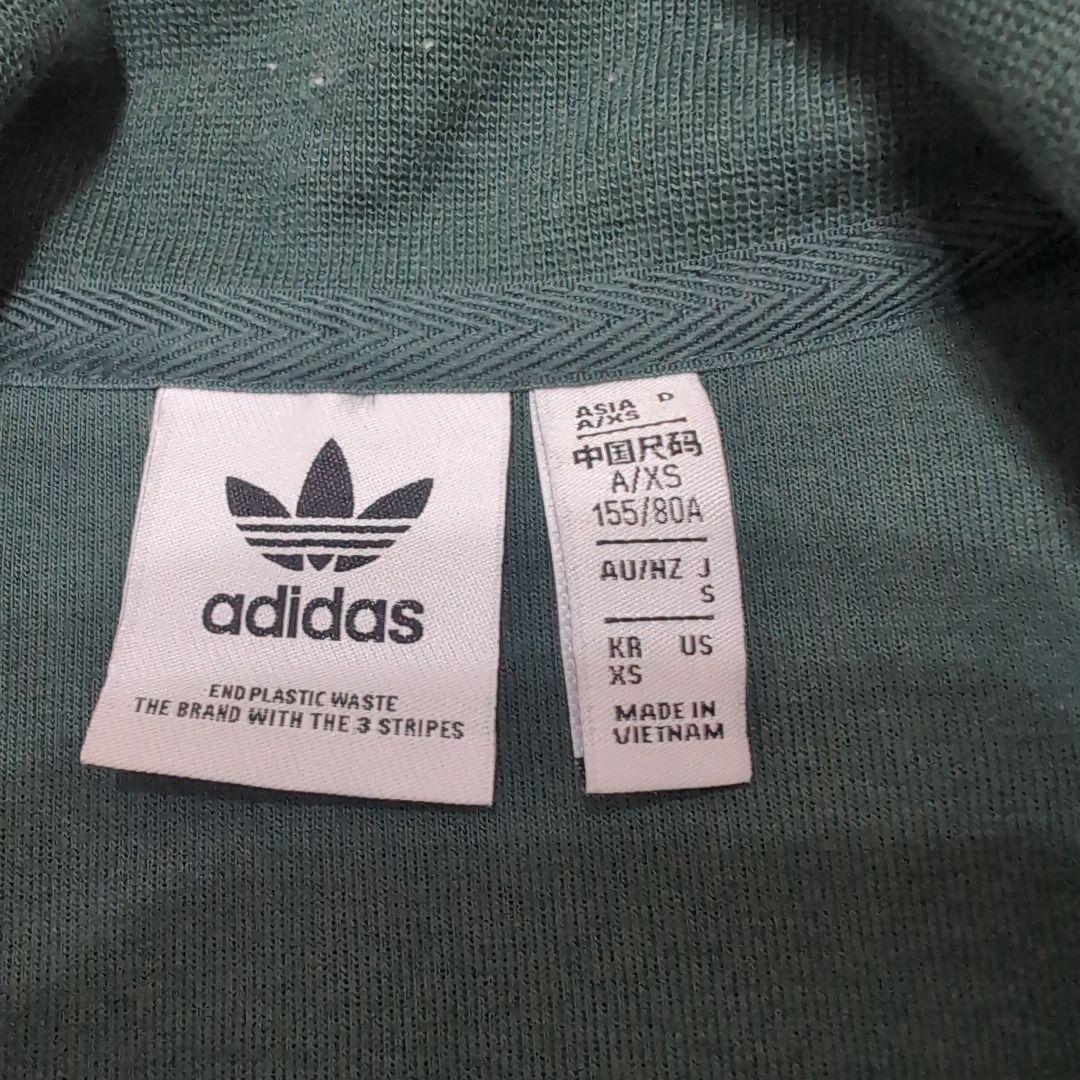 adidas
END PLASTIC WASTE
THE BRAND WITH THE 3 STRIPES
ASIA D
A/XS
中国尺码
A/XS
155/80A
AU/NZ J
S
KR US
XS
MADE IN
VIETNAM